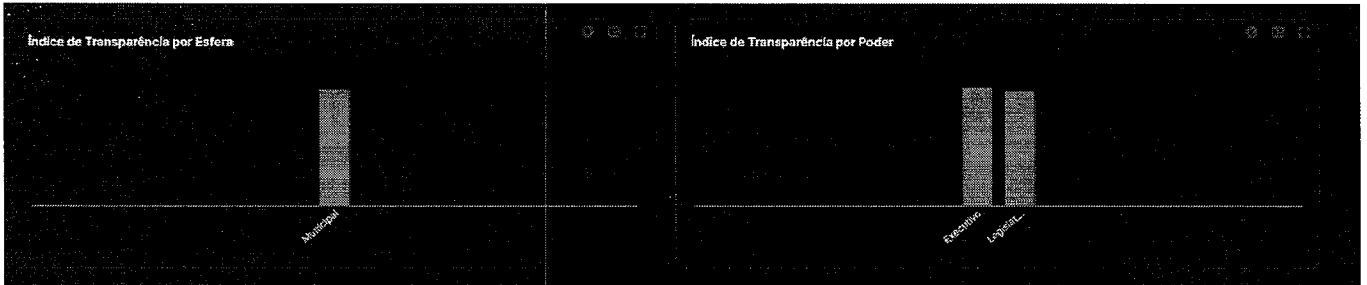 Índice de Transparência por Esfera
Municipal
Índice de Transparência por Poder
Executivo
Legislat...